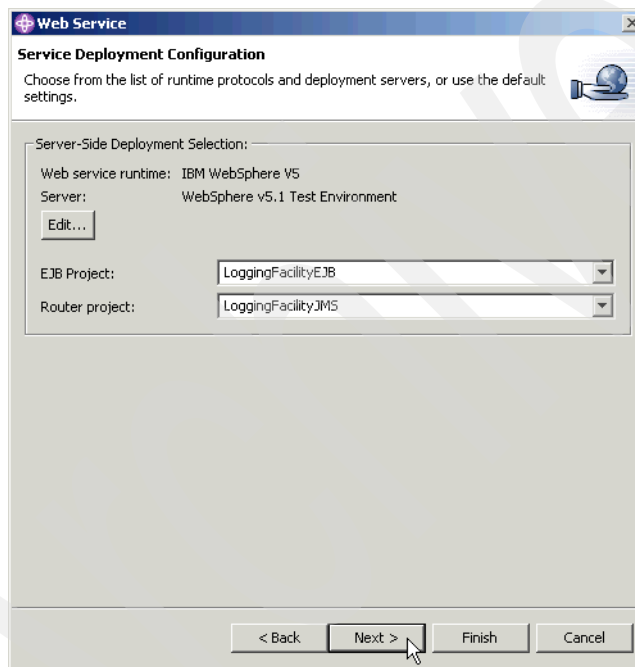 Web Service
Service Deployment Configuration
Choose from the list of runtime protocols and deployment servers, or use the default
settings.
Server-Side Deployment Selection:
Web service runtime: IBM WebSphere V5
Server: WebSphere v5.1 Test Environment
Edit...
EJB Project: LoggingFacilityEJB
Router project: LoggingFacilityJMS
< Back Next > Finish Cancel